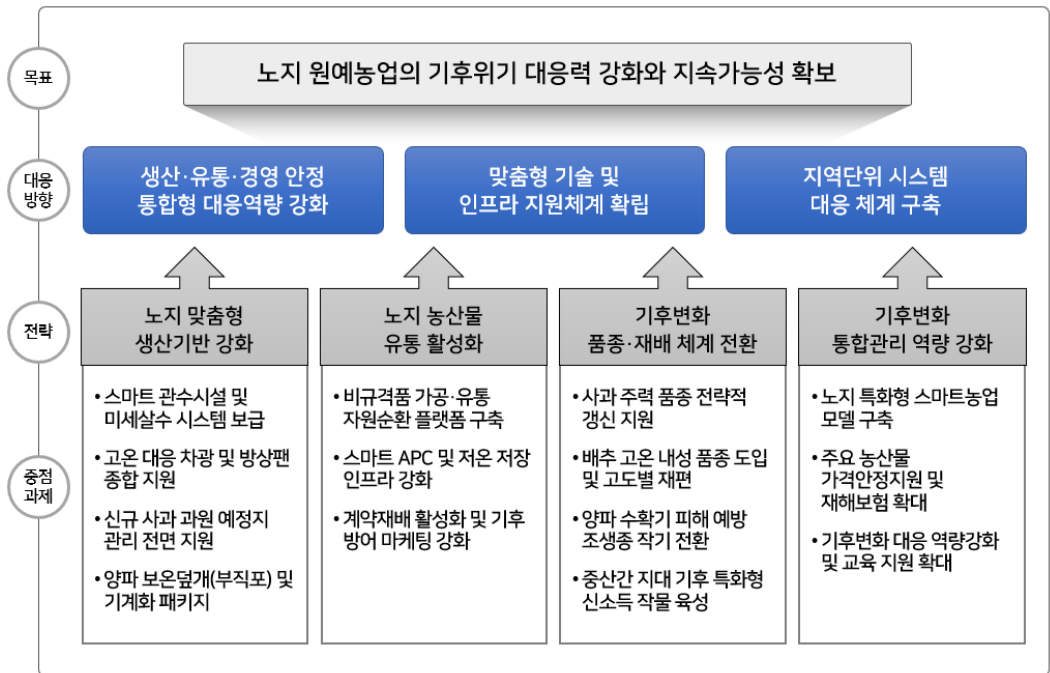 목표
노지 원예농업의 기후위기 대응력 강화와 지속가능성 확보
대응
방향
생산·유통·경영 안정
통합형 대응역량 강화
맞춤형 기술 및
인프라 지원체계 확립
지역단위 시스템
대응 체계 구축
전략
노지 맞춤형
생산기반 강화
노지 농산물
유통 활성화
기후변화
품종·재배 체계 전환
기후변화
통합관리 역량 강화
중점
과제
• 스마트 관수시설 및
미세살수 시스템 보급
• 고온 대응 차광 및 방상팬
종합 지원
• 신규 사과 과원 예정지
관리 전면 지원
• 양파 보온덮개(부직포) 및
기계화 패키지
• 비규격품 가공·유통
자원순환 플랫폼 구축
• 스마트 APC 및 저온 저장
인프라 강화
• 계약재배 활성화 및 기후
방어 마케팅 강화
• 사과 주력 품종 전략적
갱신 지원
• 배추 고온 내성 품종 도입
및 고도별 재편
• 양파 수확기 피해 예방
조생종 작기 전환
• 중산간 지대 기후 특화형
신소득 작물 육성
• 노지 특화형 스마트농업
모델 구축
• 주요 농산물
가격안정지원 및
재해보험 확대
• 기후변화 대응 역량강화
및 교육 지원 확대